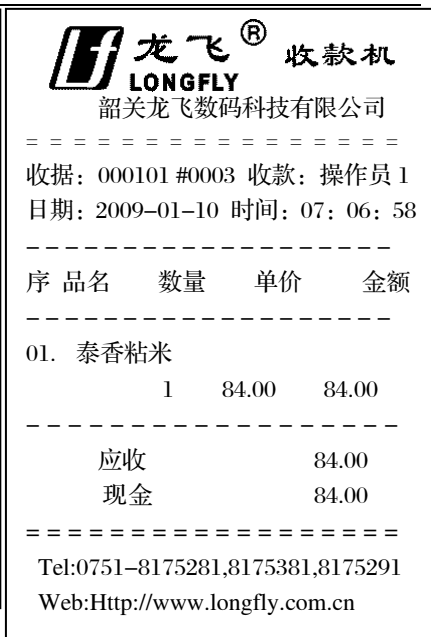 Lf 龙飞® 收款机
LONGFLY
韶关龙飞数码科技有限公司
= = = = = = = = = = = = = = = =
收据：000101 #0003 收款：操作员 1
日期：2009–01–10 时间：07：06：58
– – – – – – – – – – – – – – – – – –
序 品名 数量 单价 金额
– – – – – – – – – – – – – – – – – –
01. 泰香粘米
1 84.00 84.00
– – – – – – – – – – – – – – – – – –
应收 84.00
现金 84.00
= = = = = = = = = = = = = = = = = =
Tel:0751–8175281,8175381,8175291
Web:Http://www.longfly.com.cn